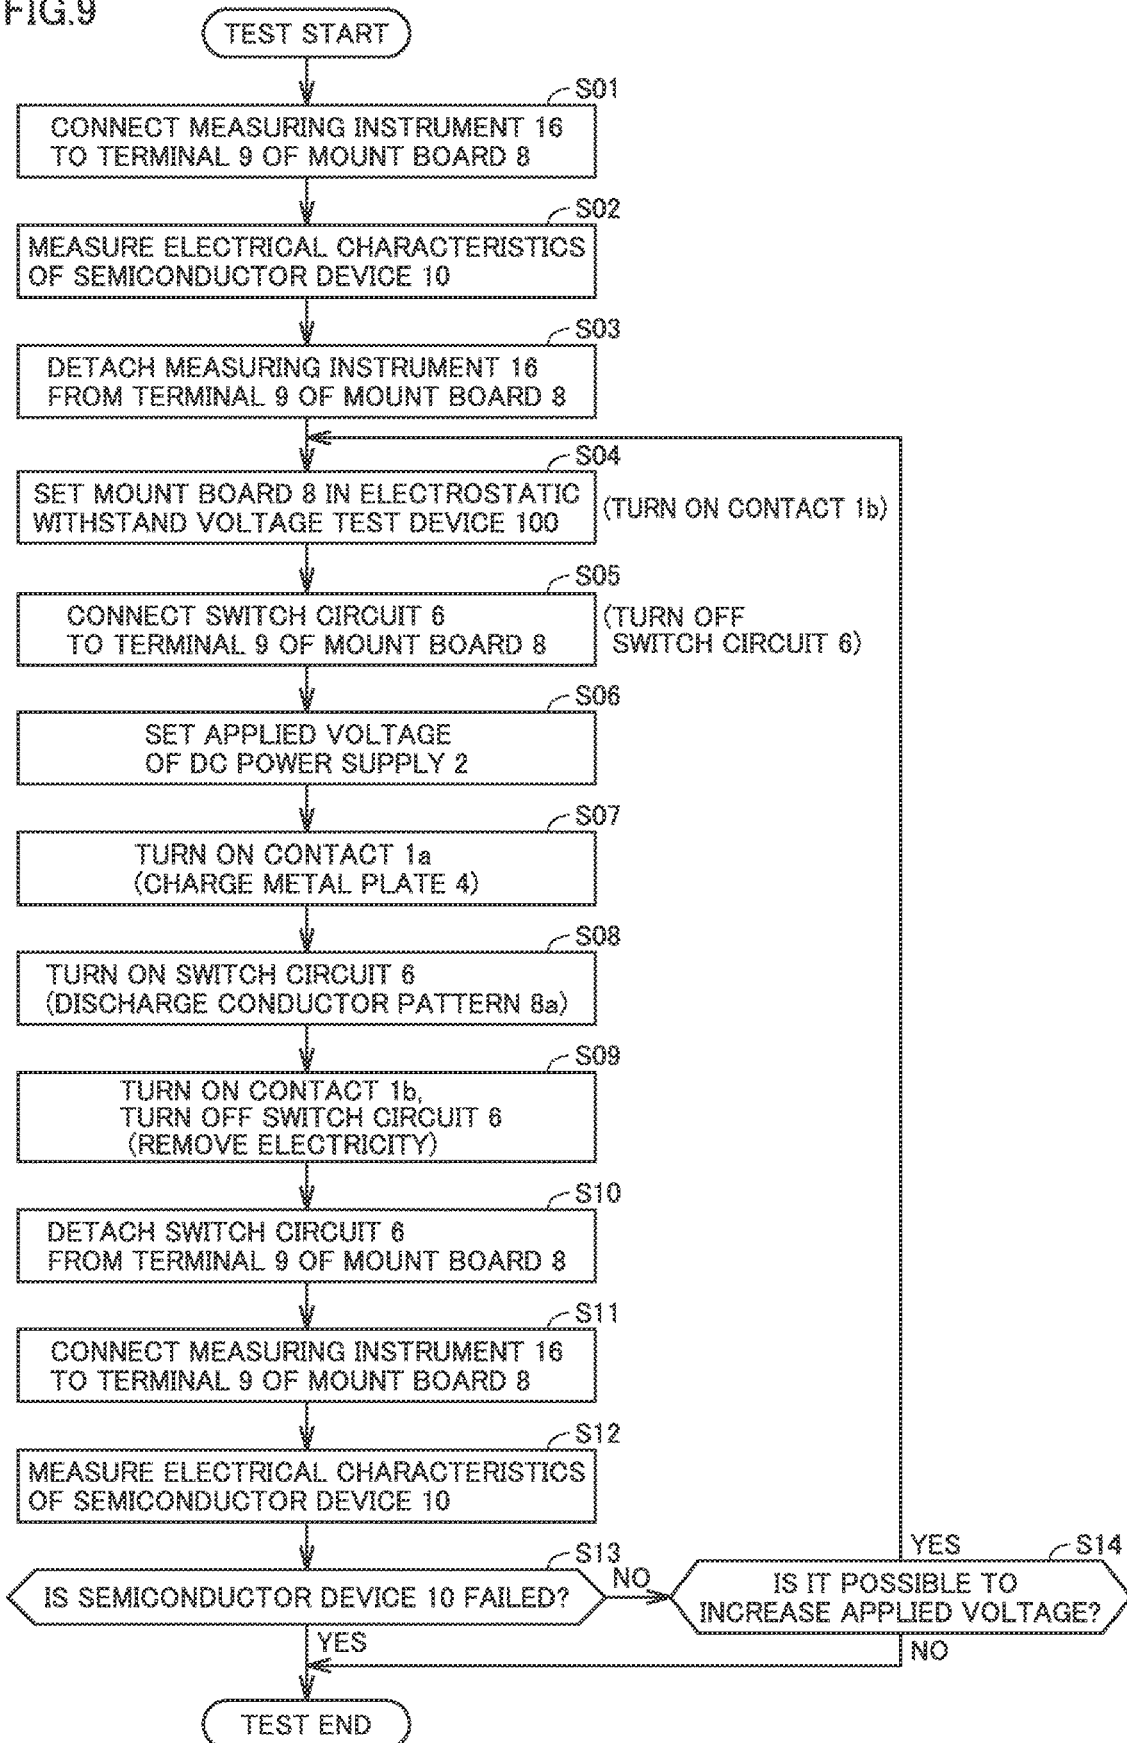 FIG.9
TEST START
S01
CONNECT MEASURING INSTRUMENT 16
TO TERMINAL 9 OF MOUNT BOARD 8
S02
MEASURE ELECTRICAL CHARACTERISTICS
OF SEMICONDUCTOR DEVICE 10
S03
DETACH MEASURING INSTRUMENT 16
FROM TERMINAL 9 OF MOUNT BOARD 8
S04
SET MOUNT BOARD 8 IN ELECTROSTATIC
WITHSTAND VOLTAGE TEST DEVICE 100
(TURN ON CONTACT 1b)
S05
CONNECT SWITCH CIRCUIT 6
TO TERMINAL 9 OF MOUNT BOARD 8
(TURN OFF
SWITCH CIRCUIT 6)
S06
SET APPLIED VOLTAGE
OF DC POWER SUPPLY 2
S07
TURN ON CONTACT 1a
(CHARGE METAL PLATE 4)
S08
TURN ON SWITCH CIRCUIT 6
(DISCHARGE CONDUCTOR PATTERN 8a)
S09
TURN ON CONTACT 1b,
TURN OFF SWITCH CIRCUIT 6
(REMOVE ELECTRICITY)
S10
DETACH SWITCH CIRCUIT 6
FROM TERMINAL 9 OF MOUNT BOARD 8
S11
CONNECT MEASURING INSTRUMENT 16
TO TERMINAL 9 OF MOUNT BOARD 8
S12
MEASURE ELECTRICAL CHARACTERISTICS
OF SEMICONDUCTOR DEVICE 10
S13
IS SEMICONDUCTOR DEVICE 10 FAILED?
NO
YES
S14
IS IT POSSIBLE TO
INCREASE APPLIED VOLTAGE?
YES
NO
TEST END